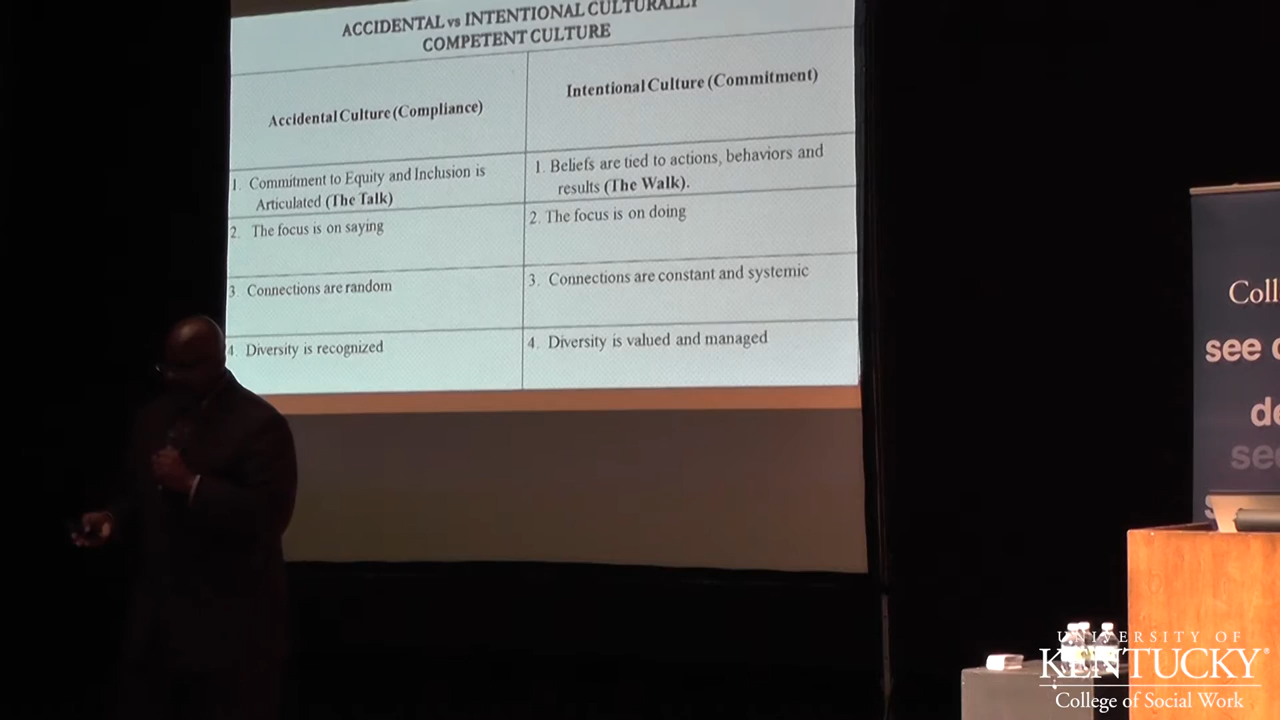 ACCIDENTAL vs INTENTIONAL CULTURALLY
COMPETENT CULTURE
Accidental Culture (Compliance)
Intentional Culture (Commitment)
1. Commitment to Equity and Inclusion is
Articulated (The Talk)
1. Beliefs are tied to actions, behaviors and
results (The Walk).
2. The focus is on saying
2. The focus is on doing
3. Connections are random
3. Connections are constant and systemic
4. Diversity is recognized
4. Diversity is valued and managed
Coll
see
de
see
UNIVERSITY OF
KENTUCKY®
College of Social Work